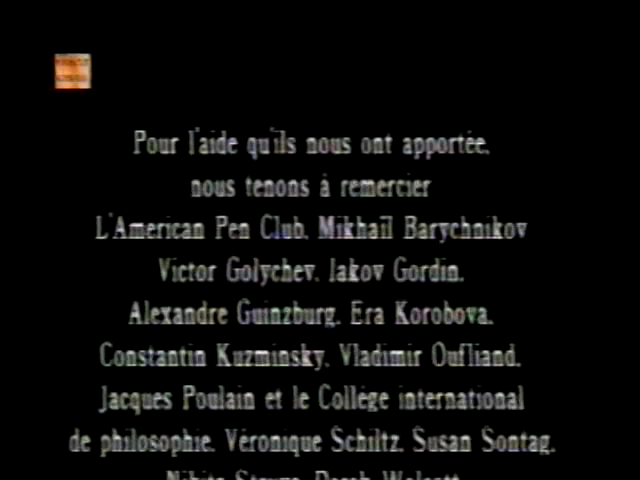 Pour l'aide qu'ils nous ont apportée,
nous tenons à remercier
L'American Pen Club, Mikhaïl Barychnikov
Victor Golychev, Iakov Gordin,
Alexandre Guinzburg, Era Korobova,
Constantin Kuzminsky, Vladimir Oufliand,
Jacques Poulain et le Collège international
de philosophie, Véronique Schiltz, Susan Sontag,